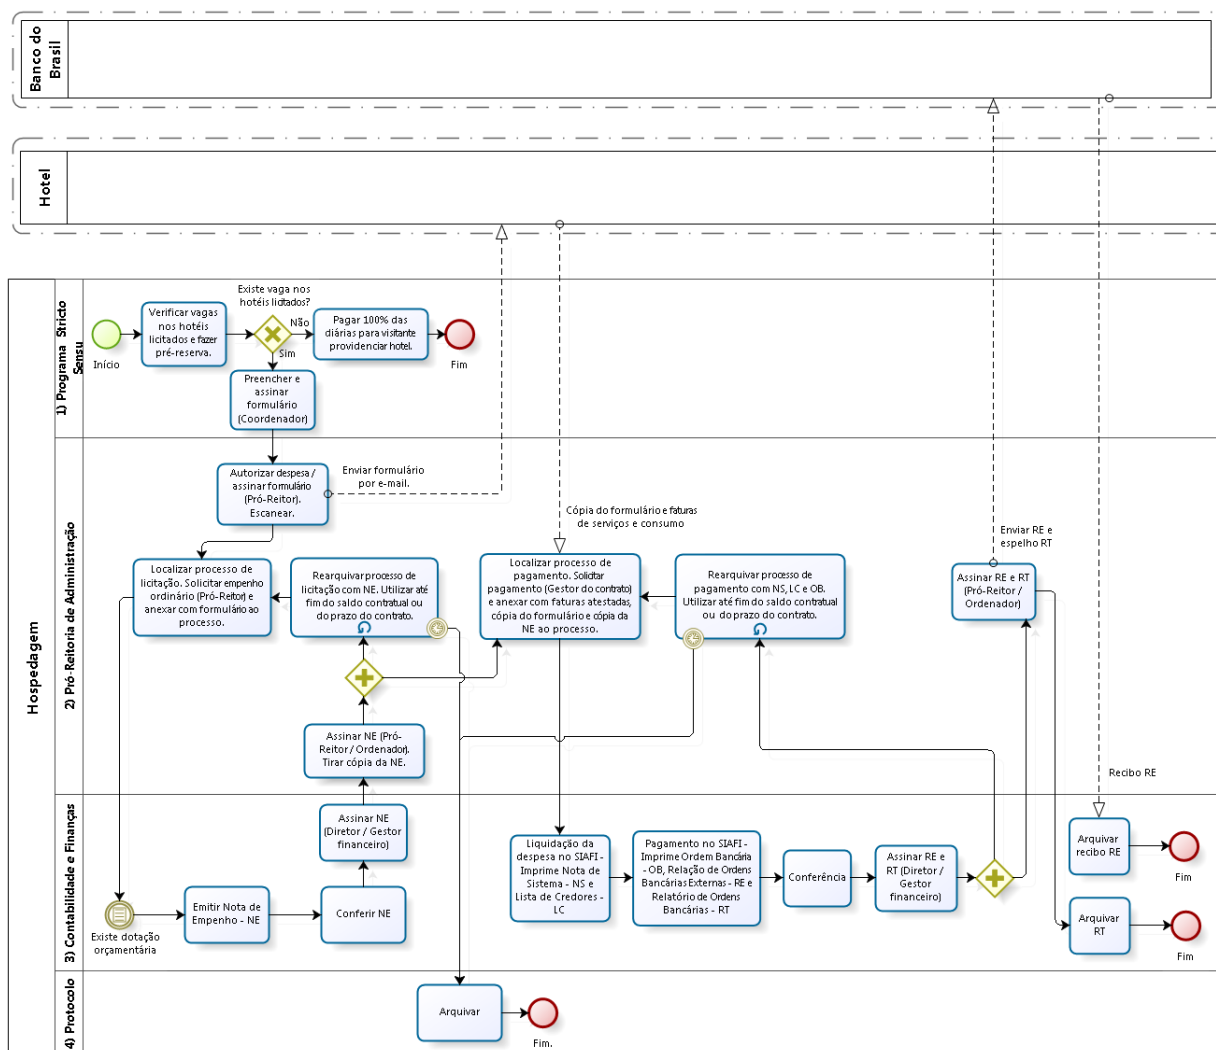 Banco do
Brasil
Hotel
Hospedagem
1) Programa Stricto
Sensu
Início
Verificar vagas
nos hotéis
licitados e fazer
pré-reserva.
Existe vaga nos
hotéis licitados?
Não
Sim
Pagar 100% das
diárias para visitante
providenciar hotel.
Fim
Preencher e
assinar
formulário
(Coordenador)
2) Pró-Reitoria de Administração
Autorizar despesa /
assinar formulário
(Pró-Reitor).
Escanear.
Enviar formulário
por e-mail.
Cópia do formulário e faturas
de serviços e consumo
Enviar RE e
espelho RT
Localizar processo de
licitação. Solicitar empenho
ordinário (Pró-Reitor) e
anexar com formulário ao
processo.
Rearquivar processo de
licitação com NE. Utilizar até
fim do saldo contratual ou
do prazo do contrato.
Localizar processo de
pagamento. Solicitar
pagamento (Gestor do contrato)
e anexar com faturas atestadas,
cópia do formulário e cópia da
NE ao processo.
Rearquivar processo de
pagamento com NS, LC e OB.
Utilizar até fim do saldo contratual
ou do prazo do contrato.
Assinar RE e RT
(Pró-Reitor /
Ordenador)
Assinar NE (Pró-
Reitor / Ordenador).
Tirar cópia da NE.
Recibo RE
3) Contabilidade e Finanças
Assinar NE
(Diretor / Gestor
financeiro)
Liquidação da
despesa no SIAFI -
Imprime Nota de
Sistema - NS e
Lista de Credores -
LC
Pagamento no SIAFI -
Imprime Ordem Bancária
- OB, Relação de Ordens
Bancárias Externas - RE e
Relatório de Ordens
Bancárias - RT
Conferência
Assinar RE e
RT (Diretor /
Gestor
financeiro)
Arquivar
recibo RE
Fim
Existe dotação
orçamentária
Emitir Nota de
Empenho - NE
Conferir NE
Arquivar
RT
Fim
4) Protocolo
Arquivar
Fim.